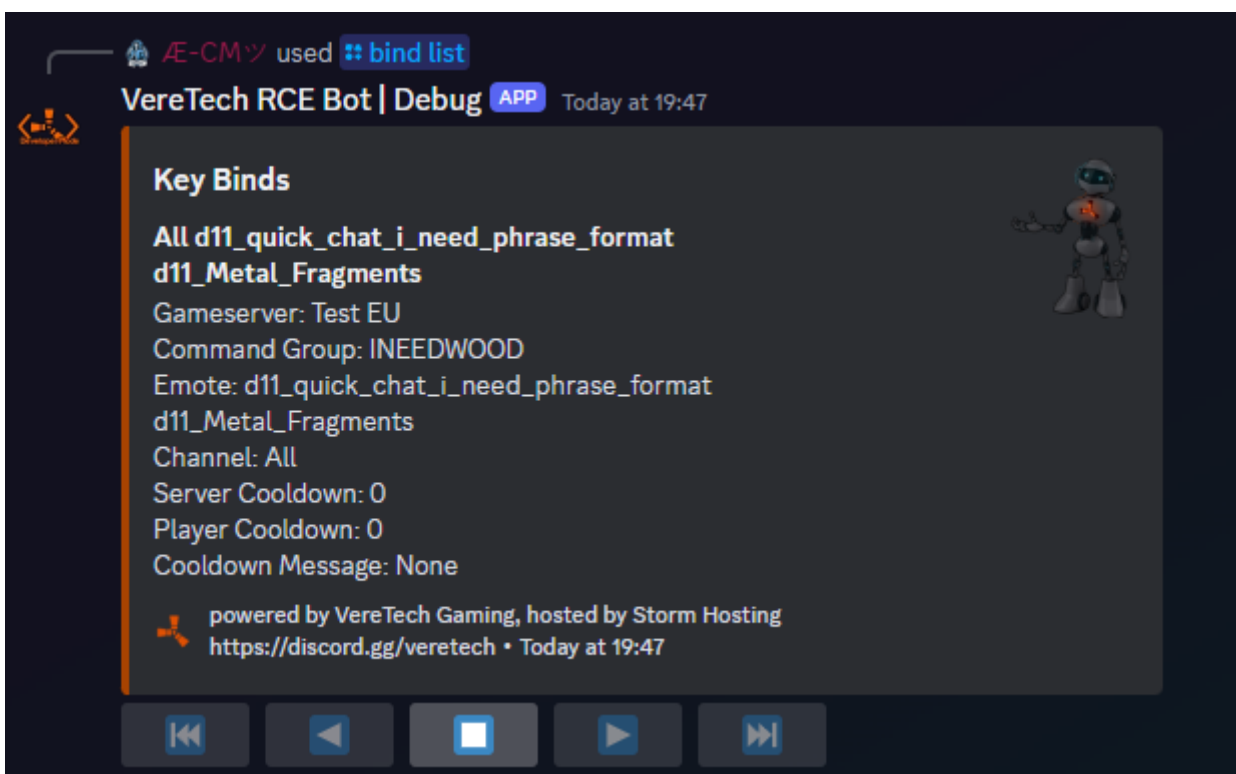 Æ-CMツ used bind list
VereTech RCE Bot | Debug APP Today at 19:47
Key Binds
All d11_quick_chat_i_need_phrase_format
d11_Metal_Fragments
Gameserver: Test EU
Command Group: INEEDWOOD
Emote: d11_quick_chat_i_need_phrase_format
d11_Metal_Fragments
Channel: All
Server Cooldown: 0
Player Cooldown: 0
Cooldown Message: None
powered by VereTech Gaming, hosted by Storm Hosting
https://discord.gg/veretech • Today at 19:47